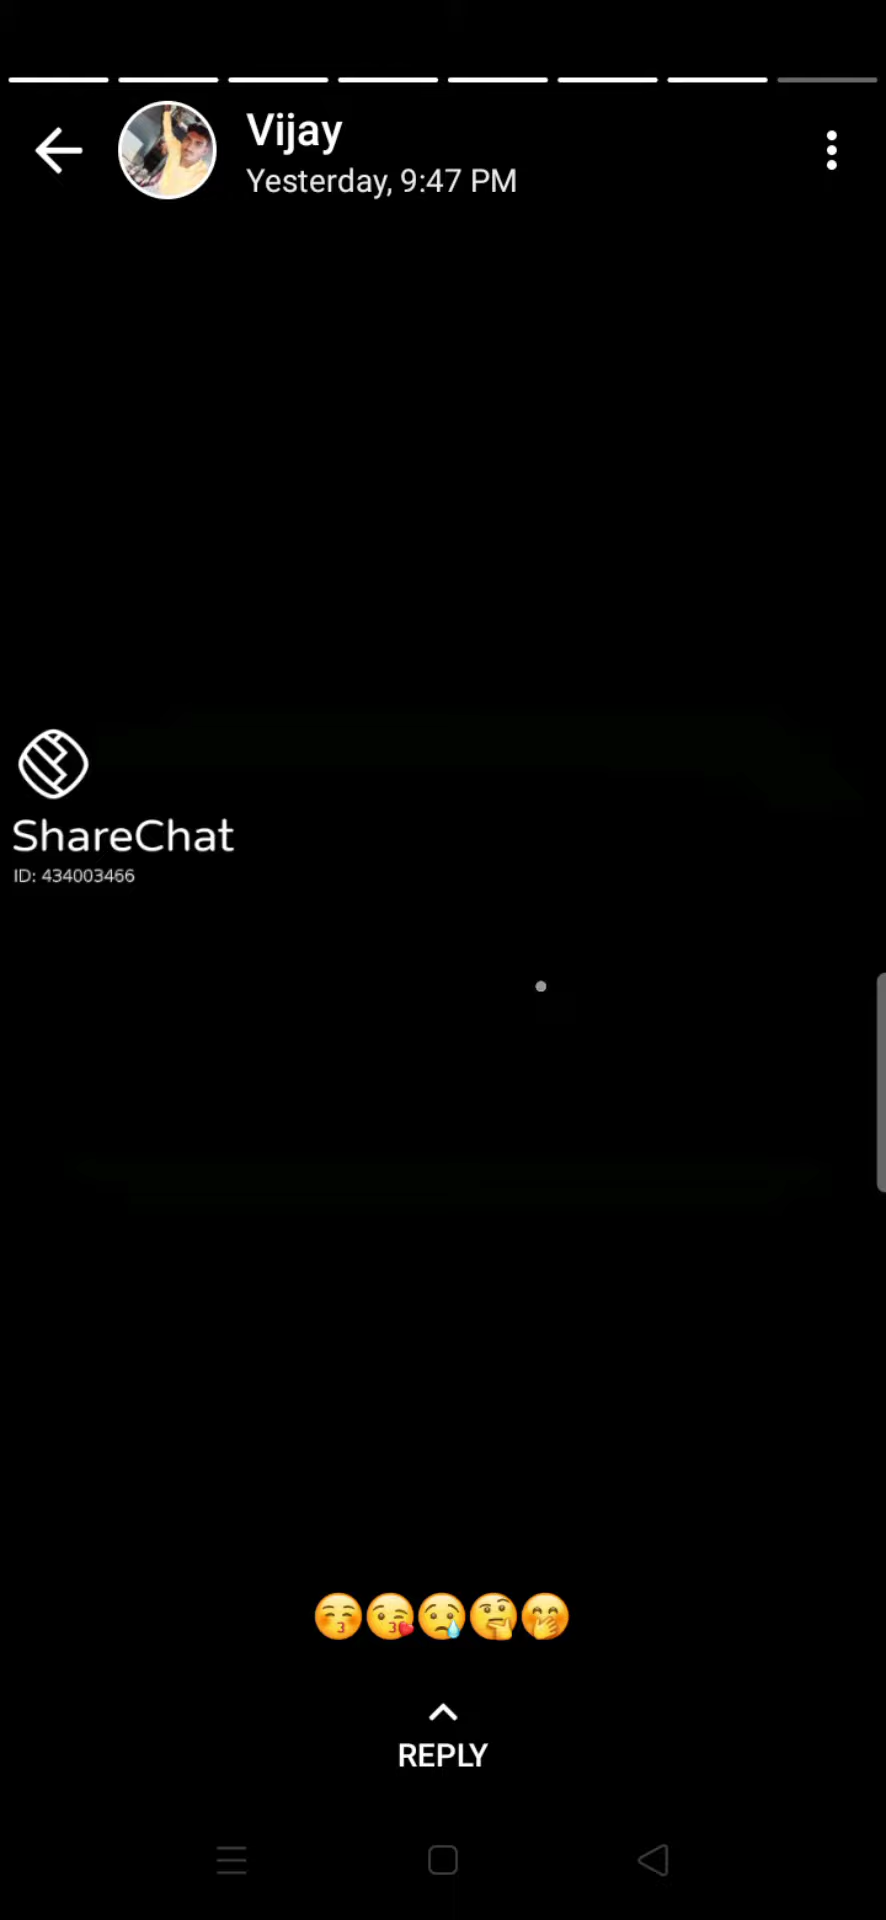 Vijay
Yesterday, 9:47 PM
ShareChat
ID: 434003466
😚😘😢🤔🤭
REPLY